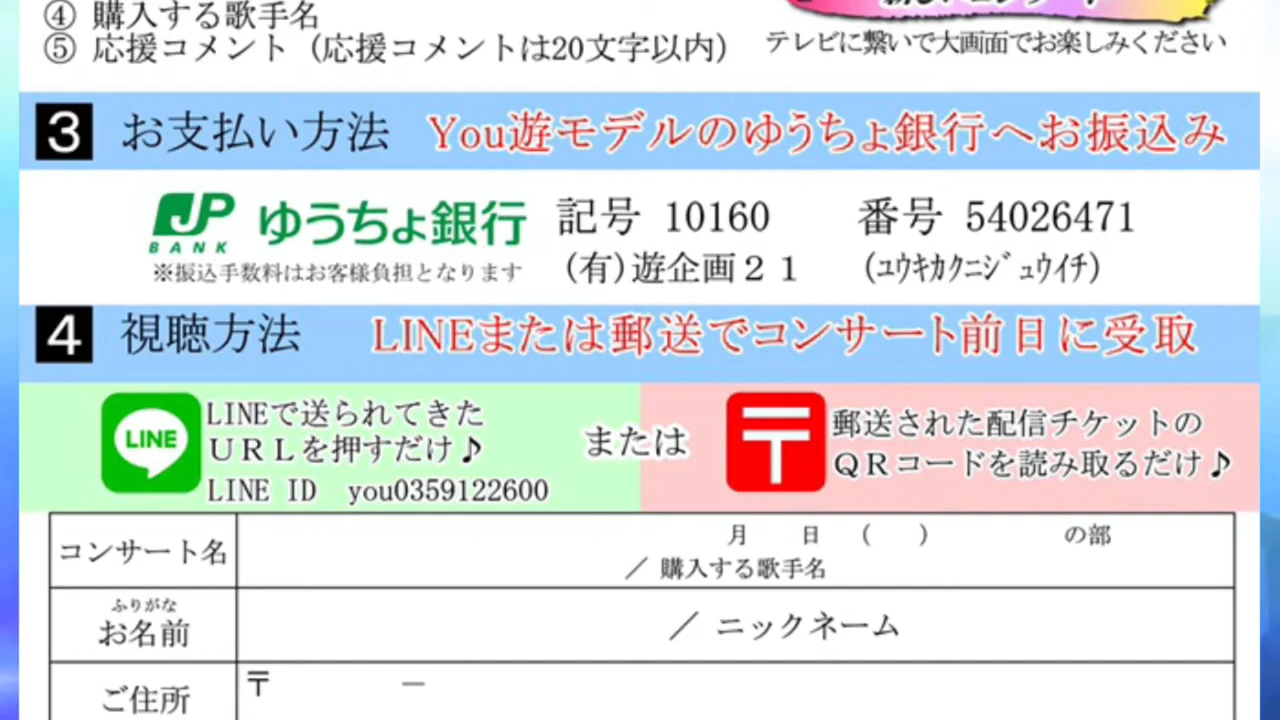 ④ 購入する歌手名
⑤ 応援コメント (応援コメントは20文字以内)
テレビに繋いで大画面でお楽しみください
3 お支払い方法 You遊モデルのゆうちょ銀行へお振込み
JP BANK ゆうちょ銀行 記号 10160 番号 54026471
※振込手数料はお客様負担となります (有)遊企画21 (ﾕｳｷｶｸﾆｼﾞｭｳｲﾁ)
4 視聴方法 LINEまたは郵送でコンサート前日に受取
LINE
LINEで送られてきた
URLを押すだけ♪
LINE ID you0359122600
または
〒
郵送された配信チケットの
QRコードを読み取るだけ♪
コンサート名 月 日 ( ) の部
／ 購入する歌手名
ふりがな
お名前 ／ ニックネーム
ご住所 〒 －